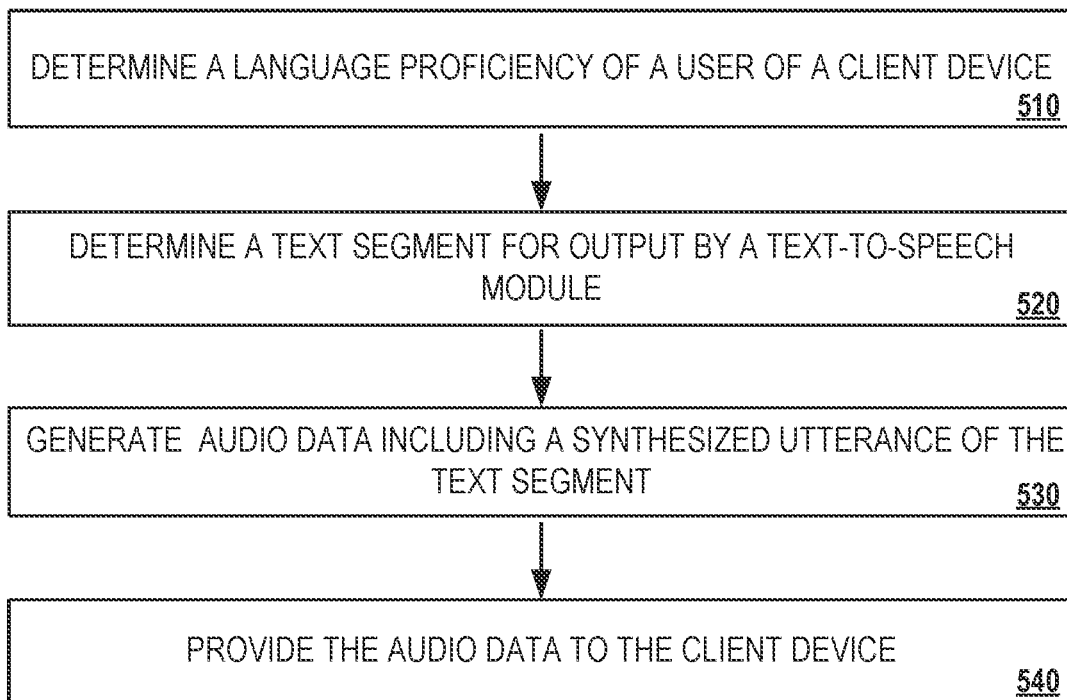 DETERMINE A LANGUAGE PROFICIENCY OF A USER OF A CLIENT DEVICE
510
DETERMINE A TEXT SEGMENT FOR OUTPUT BY A TEXT-TO-SPEECH
MODULE
520
GENERATE AUDIO DATA INCLUDING A SYNTHESIZED UTTERANCE OF THE
TEXT SEGMENT
530
PROVIDE THE AUDIO DATA TO THE CLIENT DEVICE
540